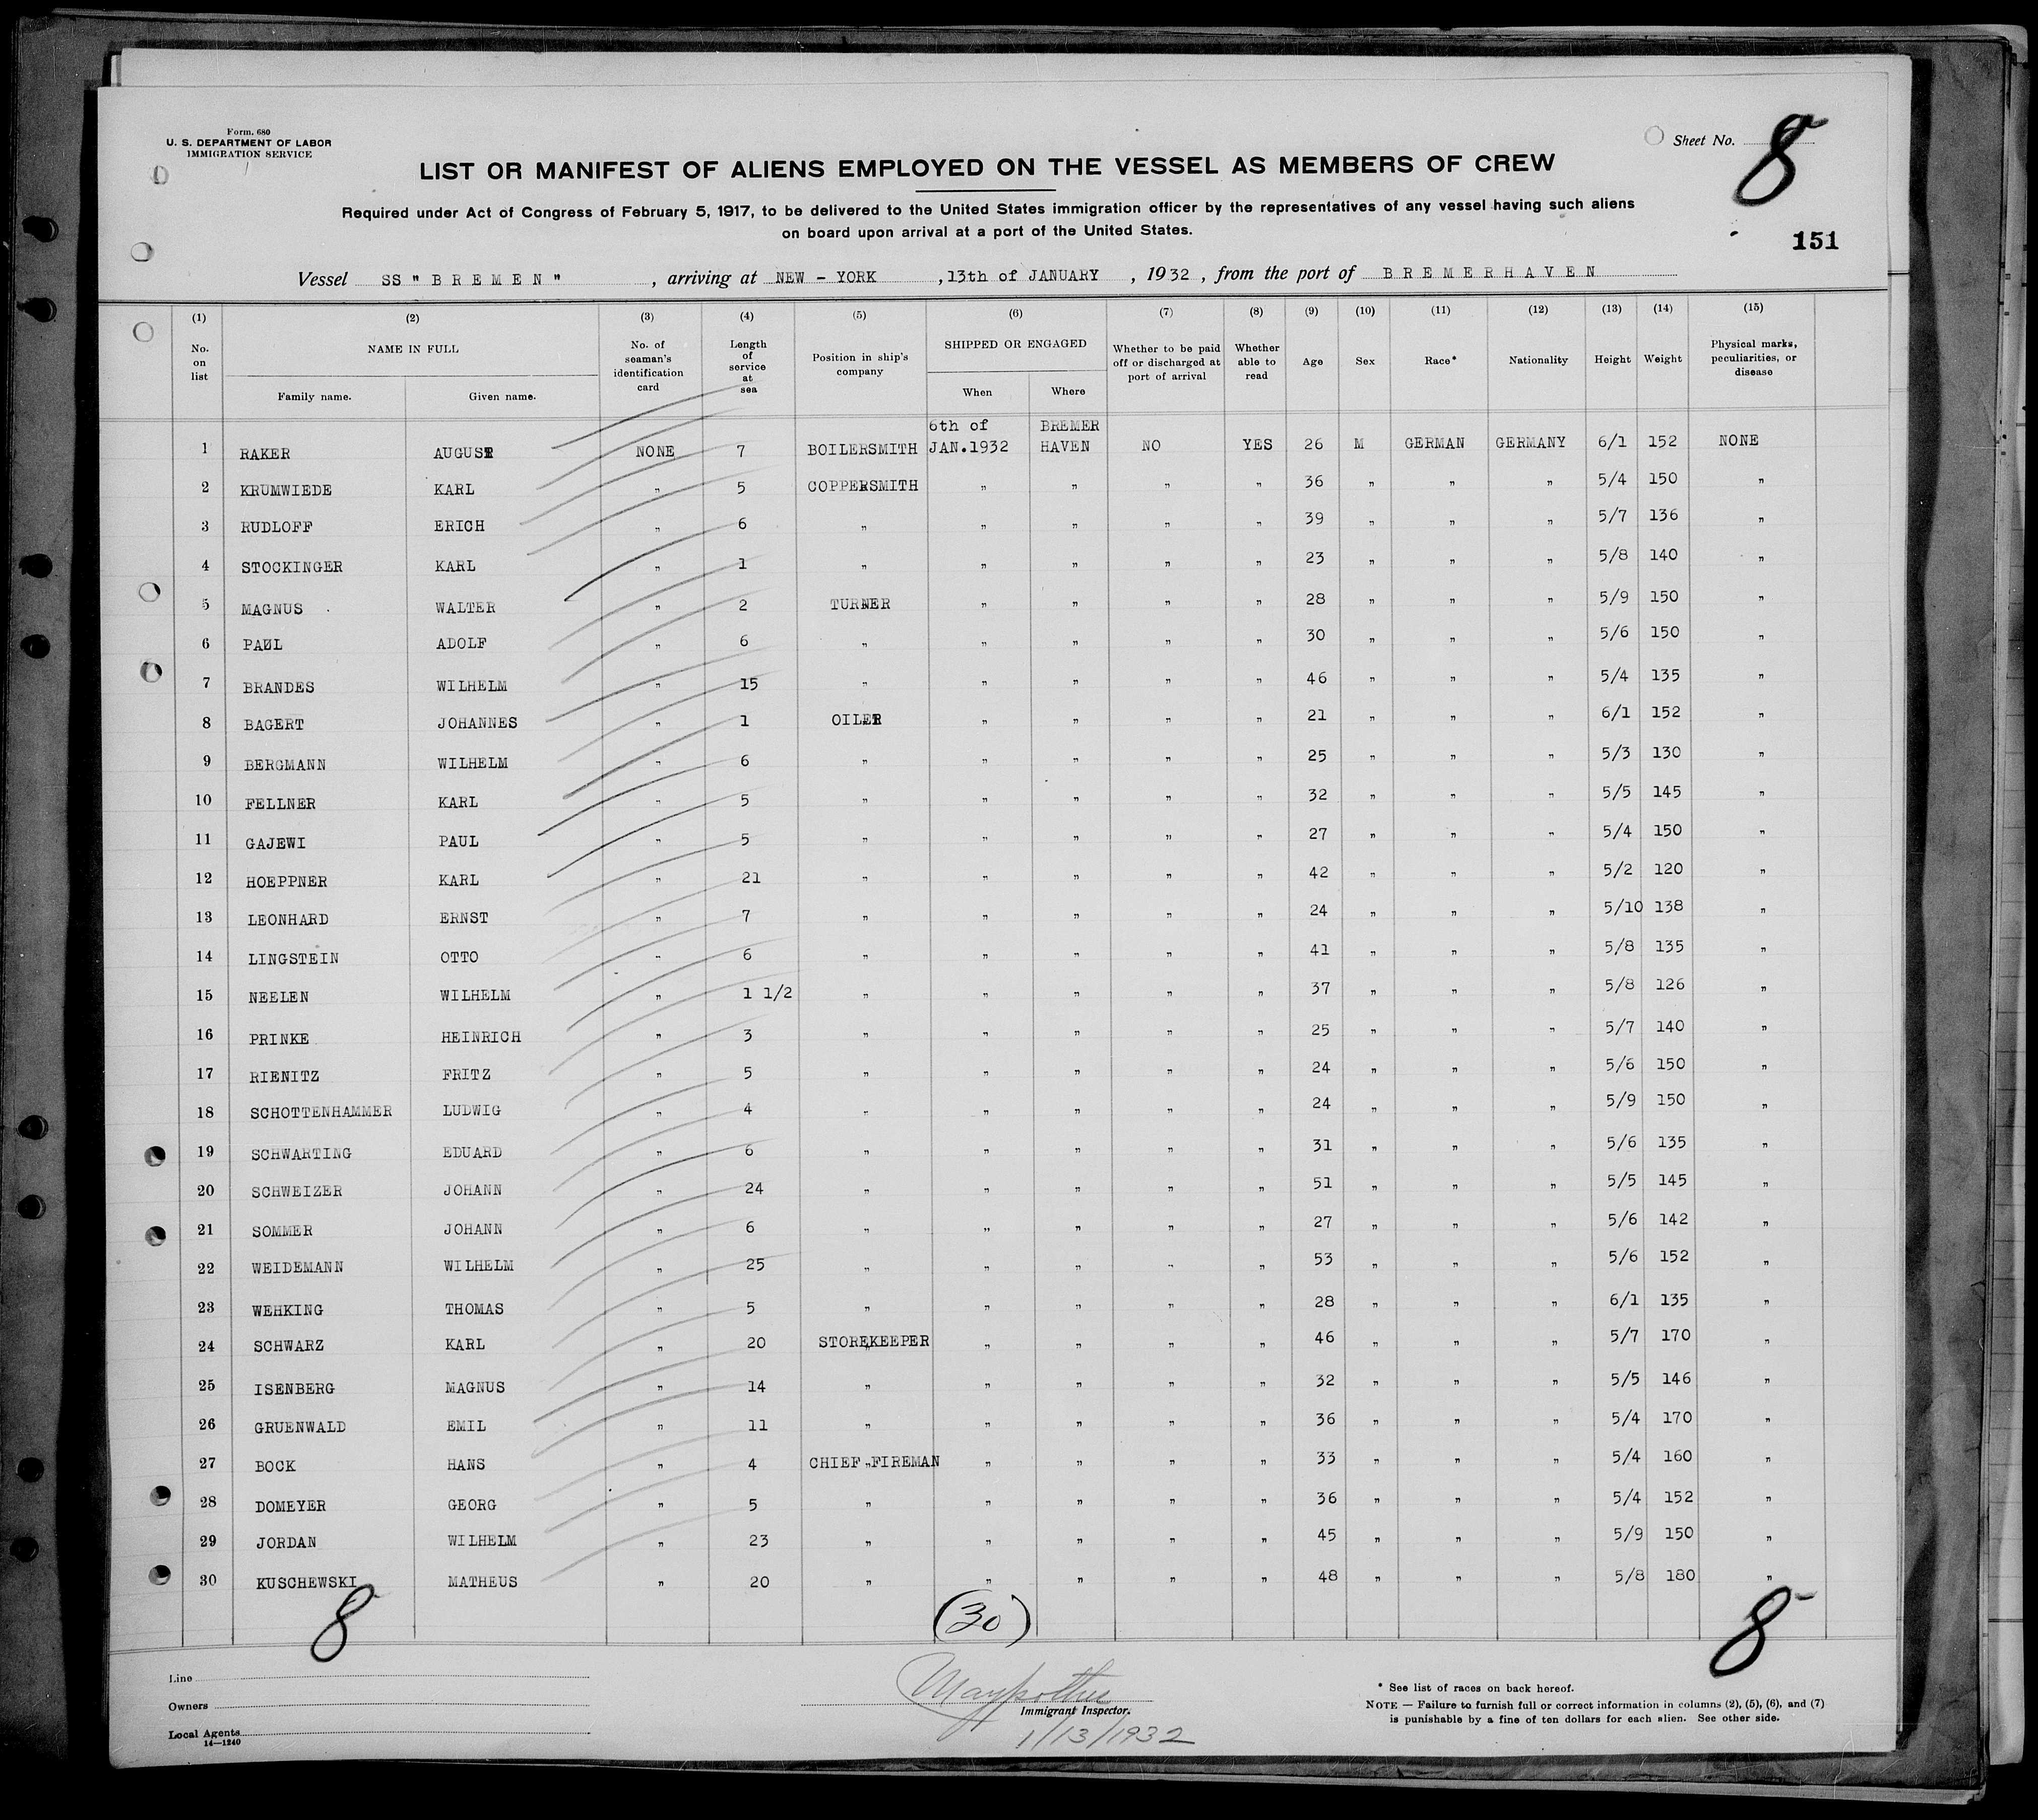 Form. 680
U. S. DEPARTMENT OF LABOR
IMMIGRATION SERVICE
Sheet No. 8
LIST OR MANIFEST OF ALIENS EMPLOYED ON THE VESSEL AS MEMBERS OF CREW
Required under Act of Congress of February 5, 1917, to be delivered to the United States immigration officer by the representatives of any vessel having such aliens
on board upon arrival at a port of the United States.
151
Vessel SS "BREMEN", arriving at NEW-YORK, 13th of JANUARY, 1932, from the port of BREMERHAVEN
(1) (2) (3) (4) (5) (6) (7) (8) (9) (10) (11) (12) (13) (14) (15)
No. on list NAME IN FULL Family name. Given name. No. of seaman's identification card Length of service at sea Position in ship's company SHIPPED OR ENGAGED When Where Whether to be paid off or discharged at port of arrival Whether able to read Age Sex Race* Nationality Height Weight Physical marks, peculiarities, or disease
1 RAKER AUGUST NONE 7 BOILERSMITH 6th of JAN.1932 BREMER HAVEN NO YES 26 M GERMAN GERMANY 6/1 152 NONE
2 KRUMWIEDE KARL " 5 COPPERSMITH " " " " 36 " " " 5/4 150 "
3 RUDLOFF ERICH " 6 " " " " " 39 " " " 5/7 136 "
4 STOCKINGER KARL " 1 " " " " " 23 " " " 5/8 140 "
5 MAGNUS WALTER " 2 TURNER " " " " 28 " " " 5/9 150 "
6 PAUL ADOLF " 6 " " " " " 30 " " " 5/6 150 "
7 BRANDES WILHELM " 15 " " " " " 46 " " " 5/4 135 "
8 BAGERT JOHANNES " 1 OILER " " " " 21 " " " 6/1 152 "
9 BERGMANN WILHELM " 6 " " " " " 25 " " " 5/3 130 "
10 FELLNER KARL " 5 " " " " " 32 " " " 5/5 145 "
11 GAJEWI PAUL " 5 " " " " " 27 " " " 5/4 150 "
12 HOEPPNER KARL " 21 " " " " " 42 " " " 5/2 120 "
13 LEONHARD ERNST " 7 " " " " " 24 " " " 5/10 138 "
14 LINGSTEIN OTTO " 6 " " " " " 41 " " " 5/8 135 "
15 NEELEN WILHELM " 1 1/2 " " " " " 37 " " " 5/8 126 "
16 PRINKE HEINRICH " 3 " " " " " 25 " " " 5/7 140 "
17 RIENITZ FRITZ " 5 " " " " " 24 " " " 5/6 150 "
18 SCHOTTENHAMMER LUDWIG " 4 " " " " " 24 " " " 5/9 150 "
19 SCHWARTING EDUARD " 6 " " " " " 31 " " " 5/6 135 "
20 SCHWEIZER JOHANN " 24 " " " " " 51 " " " 5/5 145 "
21 SOMMER JOHANN " 6 " " " " " 27 " " " 5/6 142 "
22 WEIDEMANN WILHELM " 25 " " " " " 53 " " " 5/6 152 "
23 WEHKING THOMAS " 5 " " " " " 28 " " " 6/1 135 "
24 SCHWARZ KARL " 20 STOREKEEPER " " " " 46 " " " 5/7 170 "
25 ISENBERG MAGNUS " 14 " " " " " 32 " " " 5/5 146 "
26 GRUENWALD EMIL " 11 " " " " " 36 " " " 5/4 170 "
27 BOCK HANS " 4 CHIEF FIREMAN " " " " 33 " " " 5/4 160 "
28 DOMEYER GEORG " 5 " " " " " 36 " " " 5/4 152 "
29 JORDAN WILHELM " 23 " " " " " 45 " " " 5/9 150 "
30 KUSCHEWSKI MATHEUS " 20 " " " " " 48 " " " 5/8 180 "
8 (30) 8
Line
Owners
Local Agents
14—1240
Immigrant Inspector.
1/13/1932
* See list of races on back hereof.
NOTE — Failure to furnish full or correct information in columns (2), (5), (6), and (7)
is punishable by a fine of ten dollars for each alien. See other side.